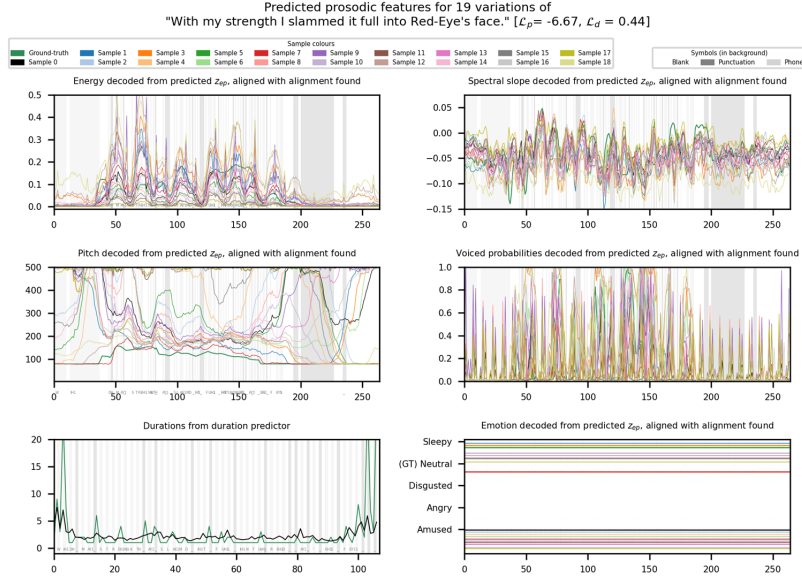 Predicted prosodic features for 19 variations of
"With my strength I slammed it full into Red-Eye's face." [ℒp= -6.67, ℒd = 0.44]
Sample colours
Ground-truth Sample 1 Sample 3 Sample 5 Sample 7 Sample 9 Sample 11 Sample 13 Sample 15 Sample 17
Sample 0 Sample 2 Sample 4 Sample 6 Sample 8 Sample 10 Sample 12 Sample 14 Sample 16 Sample 18
Symbols (in background)
Blank Punctuation Phone
Energy decoded from predicted zep, aligned with alignment found
0.5
0.4
0.3
0.2
0.1
0.0
0 50 100 150 200 250
Spectral slope decoded from predicted zep, aligned with alignment found
0.05
0.00
−0.05
−0.10
−0.15
0 50 100 150 200 250
Pitch decoded from predicted zep, aligned with alignment found
500
400
300
200
100
0 50 100 150 200 250
Voiced probabilities decoded from predicted zep, aligned with alignment found
1.0
0.8
0.6
0.4
0.2
0.0
0 50 100 150 200 250
Durations from duration predictor
20
15
10
5
0
0 20 40 60 80 100
Emotion decoded from predicted zep, aligned with alignment found
Sleepy
(GT) Neutral
Disgusted
Angry
Amused
0 50 100 150 200 250